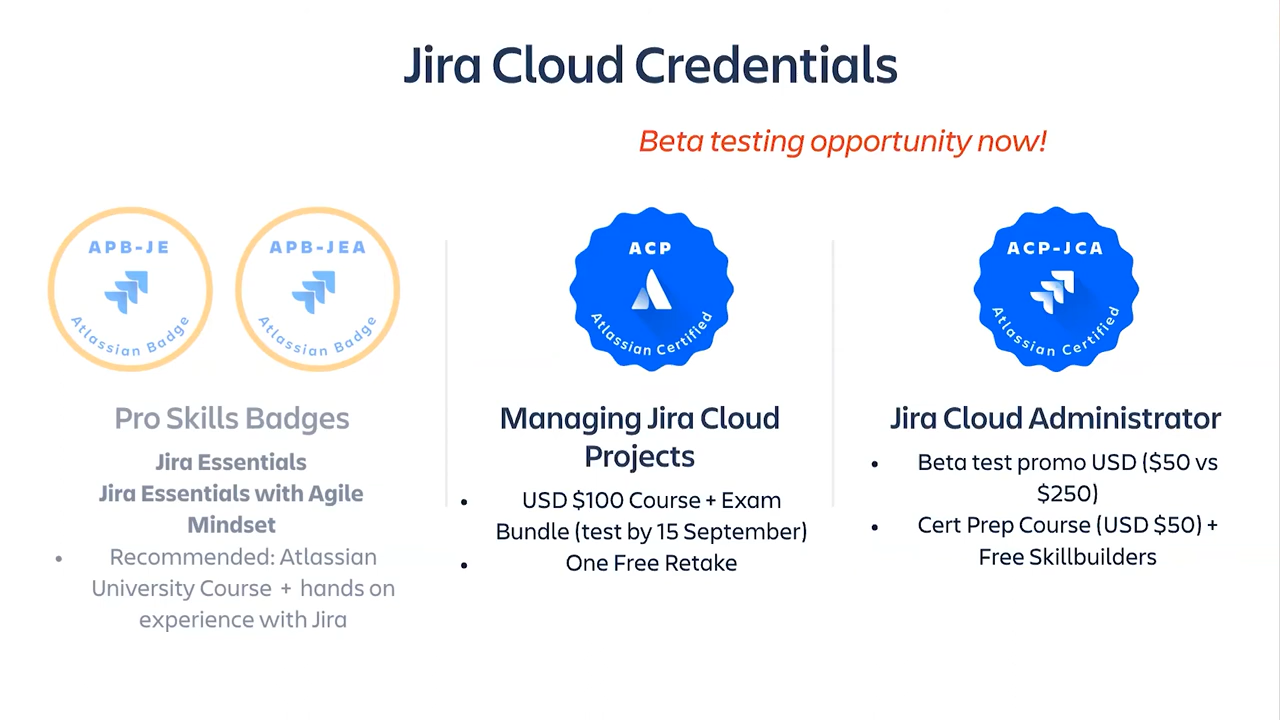 Jira Cloud Credentials
Beta testing opportunity now!
APB-JE
Atlassian Badge
APB-JEA
Atlassian Badge
Pro Skills Badges
Jira Essentials
Jira Essentials with Agile
Mindset
• Recommended: Atlassian
University Course + hands on
experience with Jira
ACP
Atlassian Certified
Managing Jira Cloud
Projects
• USD $100 Course + Exam
Bundle (test by 15 September)
• One Free Retake
ACP-JCA
Atlassian Certified
Jira Cloud Administrator
• Beta test promo USD ($50 vs
$250)
• Cert Prep Course (USD $50) +
Free Skillbuilders